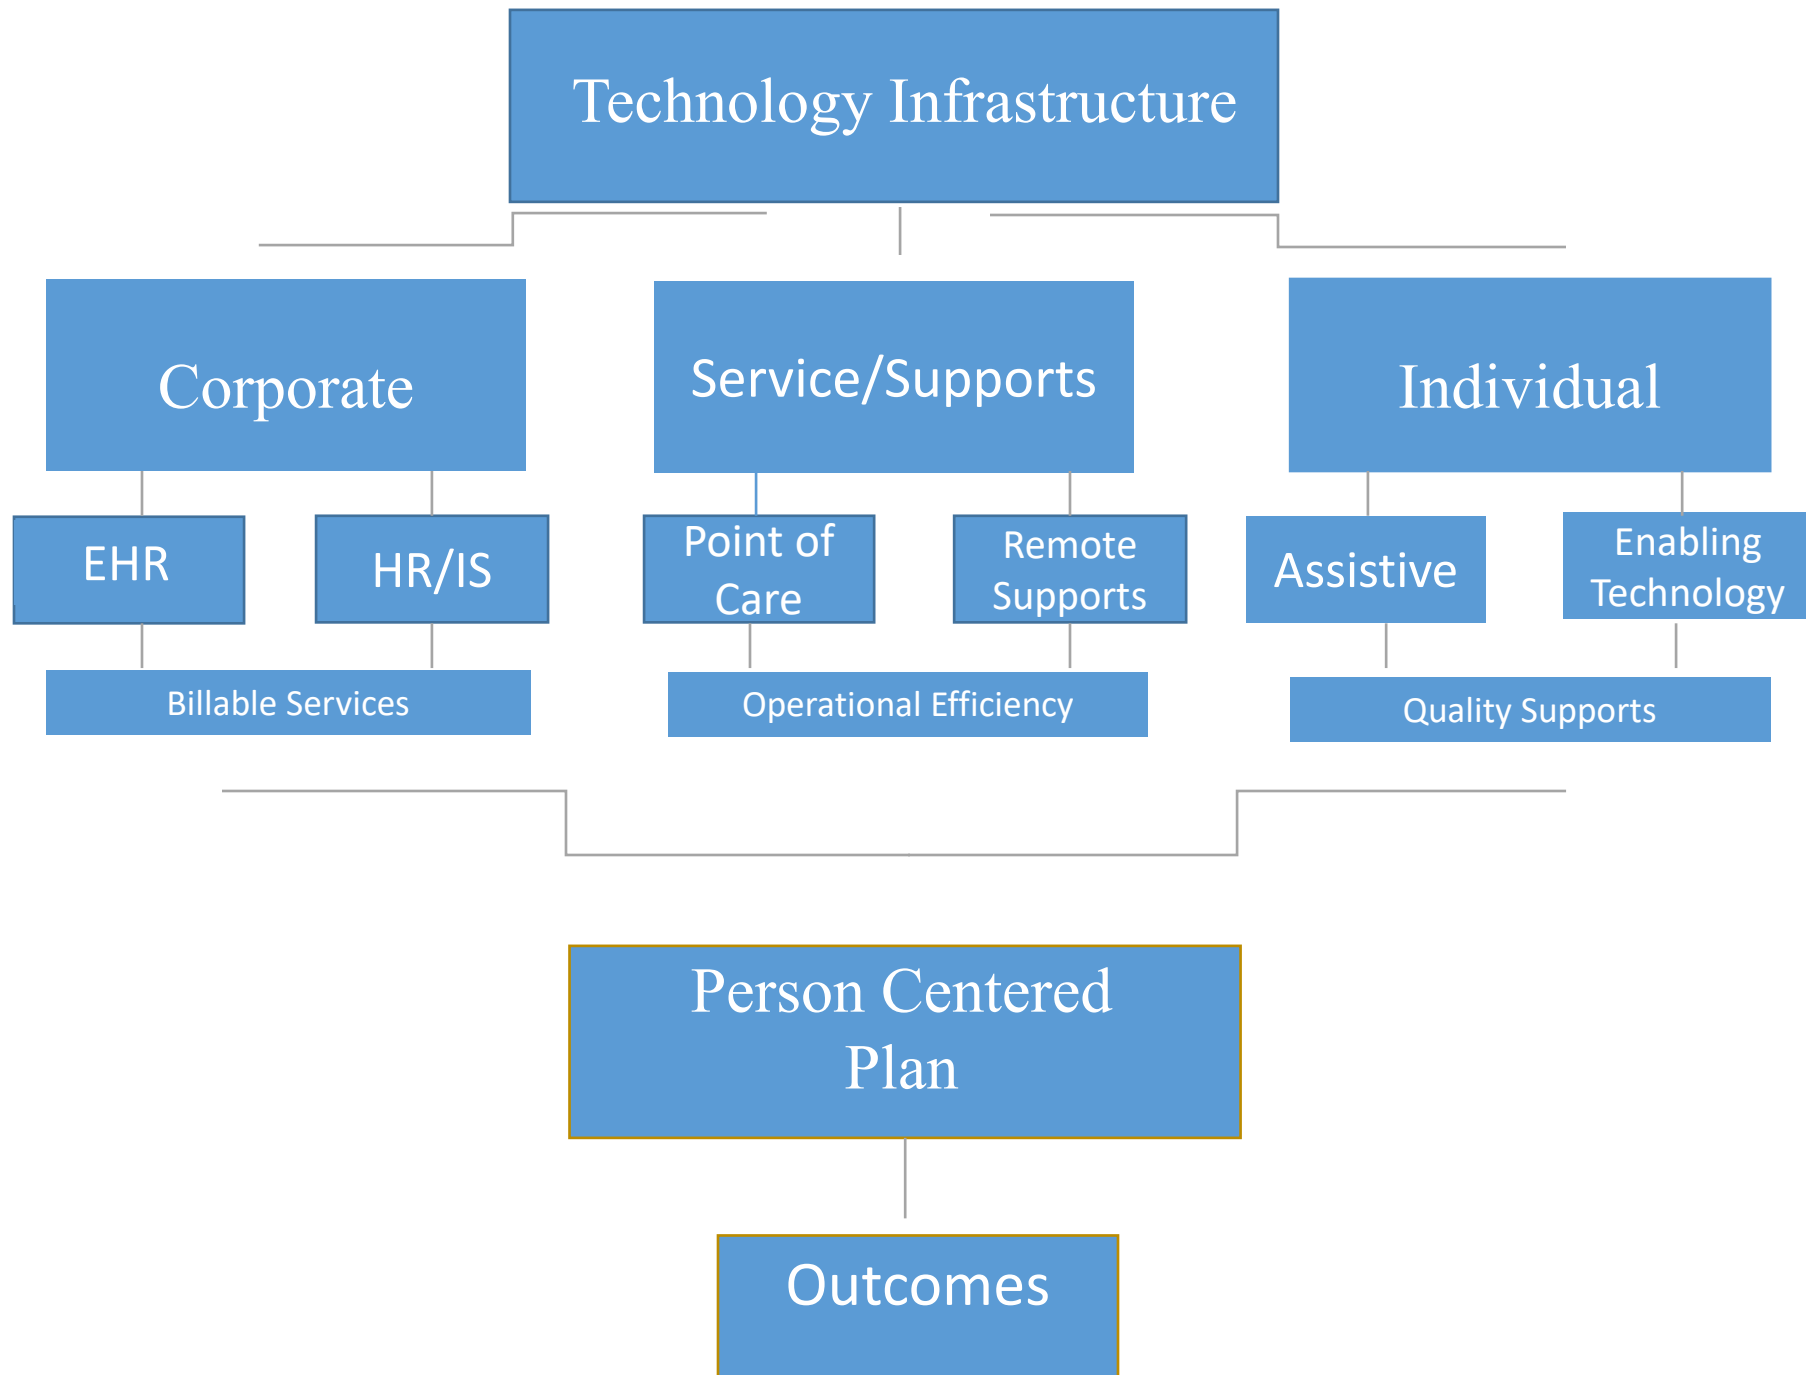 Technology Infrastructure
Corporate
Service/Supports
Individual
EHR
HR/IS
Point of
Care
Remote
Supports
Assistive
Enabling
Technology
Billable Services
Operational Efficiency
Quality Supports
Person Centered
Plan
Outcomes